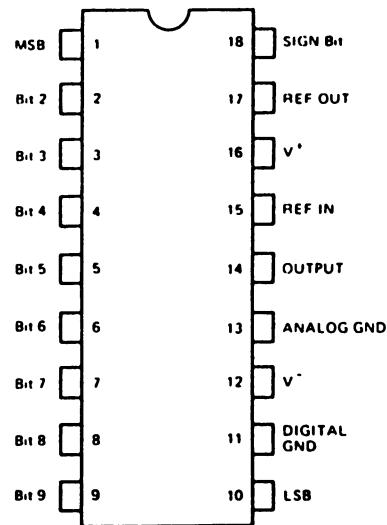 MSB 1 18 SIGN Bit
Bit 2 2 17 REF OUT
Bit 3 3 16 V+
Bit 4 4 15 REF IN
Bit 5 5 14 OUTPUT
Bit 6 6 13 ANALOG GND
Bit 7 7 12 V-
Bit 8 8 11 DIGITAL
GND
Bit 9 9 10 LSB